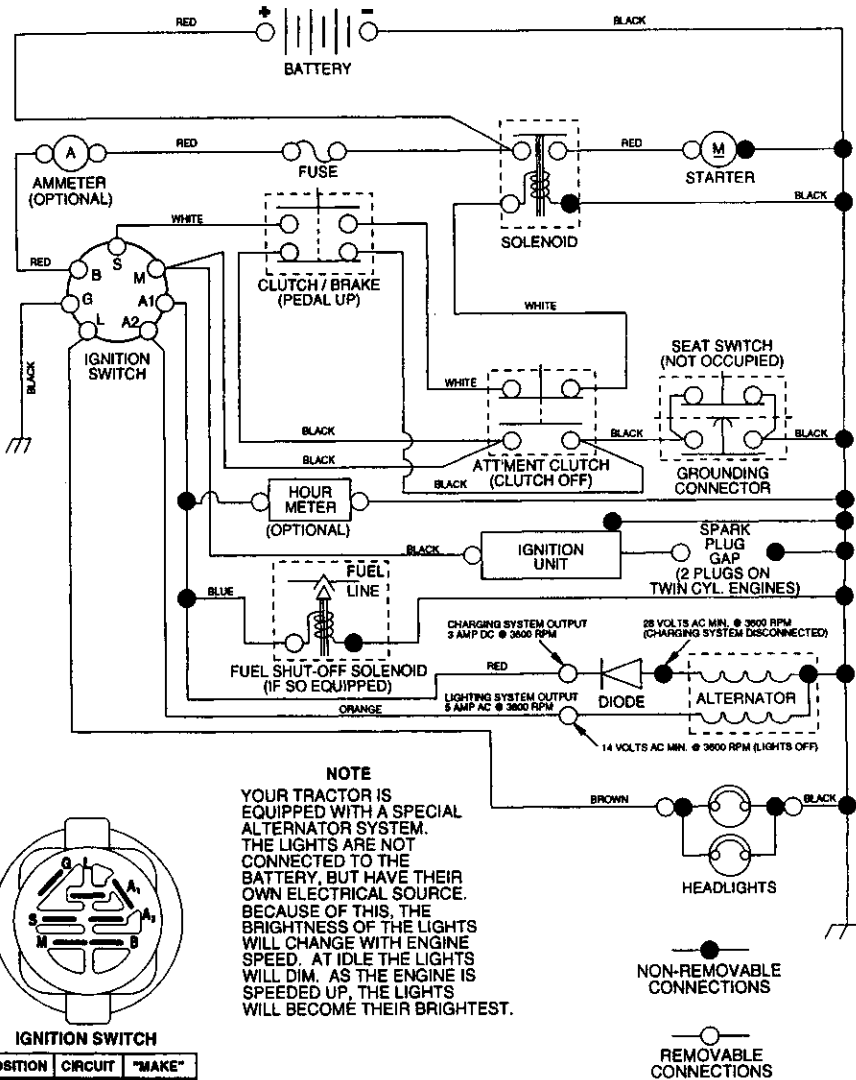 RED
+
-
BLACK
BATTERY
A
RED
FUSE
AMMETER
(OPTIONAL)
RED
M
STARTER
BLACK
SOLENOID
WHITE
CLUTCH / BRAKE
(PEDAL UP)
RED
S
B
M
G
A1
L
A2
IGNITION
SWITCH
BLACK
WHITE
SEAT SWITCH
(NOT OCCUPIED)
WHITE
BLACK
BLACK
BLACK
BLACK
BLACK
ATT'MENT CLUTCH
(CLUTCH OFF)
GROUNDING
CONNECTOR
HOUR
METER
(OPTIONAL)
BLACK
IGNITION
UNIT
SPARK
PLUG
GAP
(2 PLUGS ON
TWIN CYL. ENGINES)
BLUE
FUEL
LINE
FUEL SHUT-OFF SOLENOID
(IF SO EQUIPPED)
CHARGING SYSTEM OUTPUT
3 AMP DC @ 3600 RPM
28 VOLTS AC MIN. @ 3600 RPM
(CHARGING SYSTEM DISCONNECTED)
RED
DIODE
ALTERNATOR
LIGHTING SYSTEM OUTPUT
5 AMP AC @ 3600 RPM
ORANGE
14 VOLTS AC MIN. @ 3600 RPM (LIGHTS OFF)
BROWN
BLACK
HEADLIGHTS
NOTE
YOUR TRACTOR IS
EQUIPPED WITH A SPECIAL
ALTERNATOR SYSTEM.
THE LIGHTS ARE NOT
CONNECTED TO THE
BATTERY, BUT HAVE THEIR
OWN ELECTRICAL SOURCE.
BECAUSE OF THIS, THE
BRIGHTNESS OF THE LIGHTS
WILL CHANGE WITH ENGINE
SPEED. AT IDLE THE LIGHTS
WILL DIM. AS THE ENGINE IS
SPEEDED UP, THE LIGHTS
WILL BECOME THEIR BRIGHTEST.
G L
A1
S
A2
M
B
IGNITION SWITCH
OSITION CIRCUIT "MAKE"
NON-REMOVABLE
CONNECTIONS
REMOVABLE
CONNECTIONS